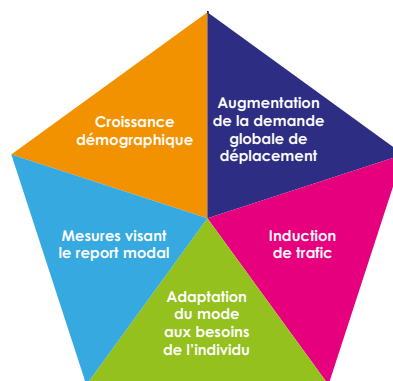 Croissance
démographique
Augmentation
de la demande
globale de
déplacement
Mesures visant
le report modal
Induction
de trafic
Adaptation
du mode
aux besoins
de l'individu